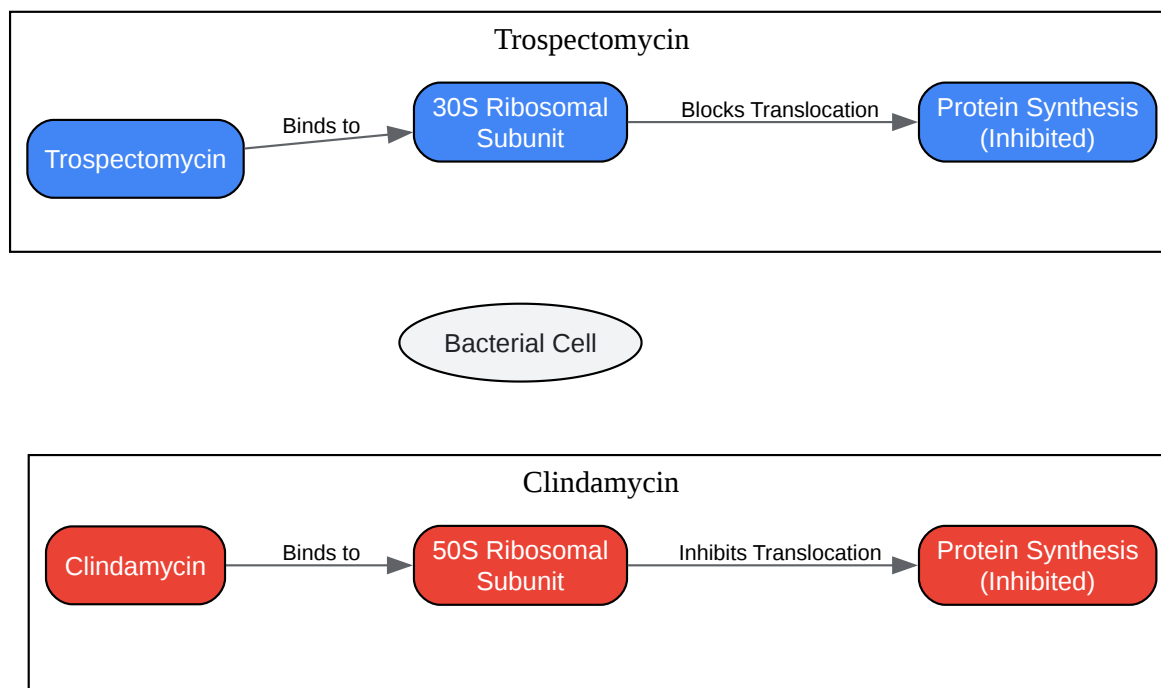 Trospectomycin
Trospectomycin
Binds to
30S Ribosomal
Subunit
Blocks Translocation
Protein Synthesis
(Inhibited)
Bacterial Cell
Clindamycin
Clindamycin
Binds to
50S Ribosomal
Subunit
Inhibits Translocation
Protein Synthesis
(Inhibited)